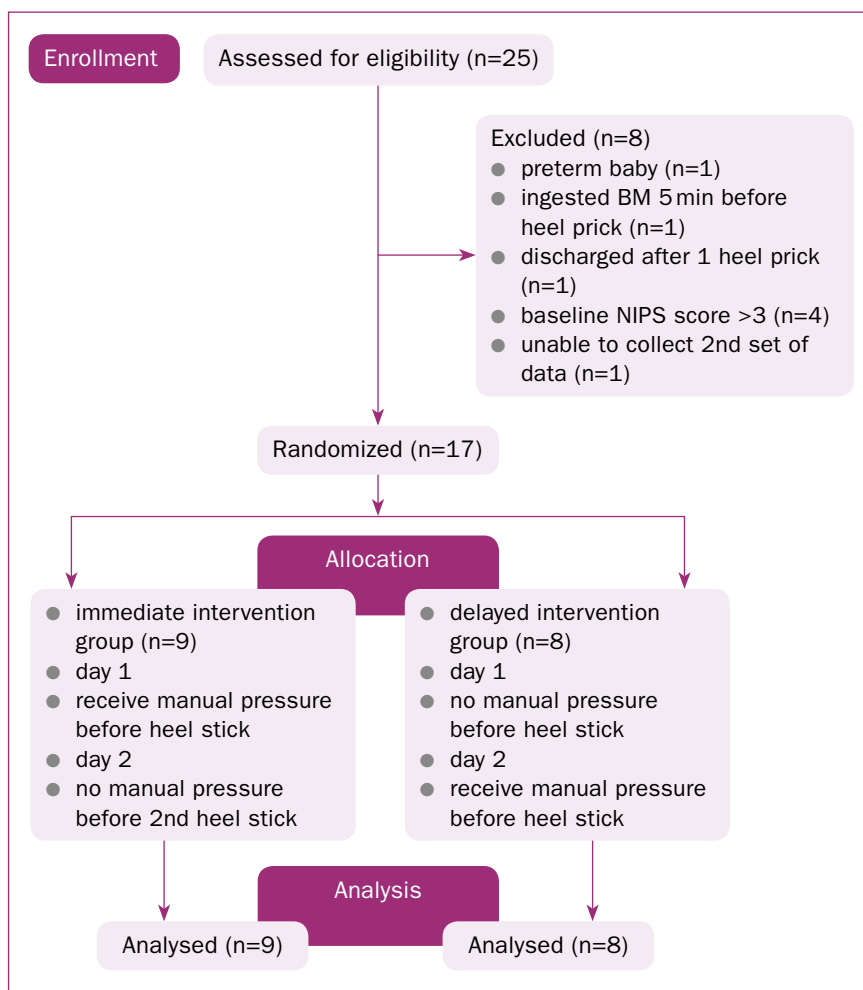 Enrollment
Assessed for eligibility (n=25)
Excluded (n=8)
● preterm baby (n=1)
● ingested BM 5 min before
heel prick (n=1)
● discharged after 1 heel prick
(n=1)
● baseline NIPS score >3 (n=4)
● unable to collect 2nd set of
data (n=1)
Randomized (n=17)
Allocation
● immediate intervention
group (n=9)
● day 1
● receive manual pressure
before heel stick
● day 2
● no manual pressure
before 2nd heel stick
● delayed intervention
group (n=8)
● day 1
● no manual pressure
before heel stick
● day 2
● receive manual pressure
before heel stick
Analysis
Analysed (n=9)
Analysed (n=8)